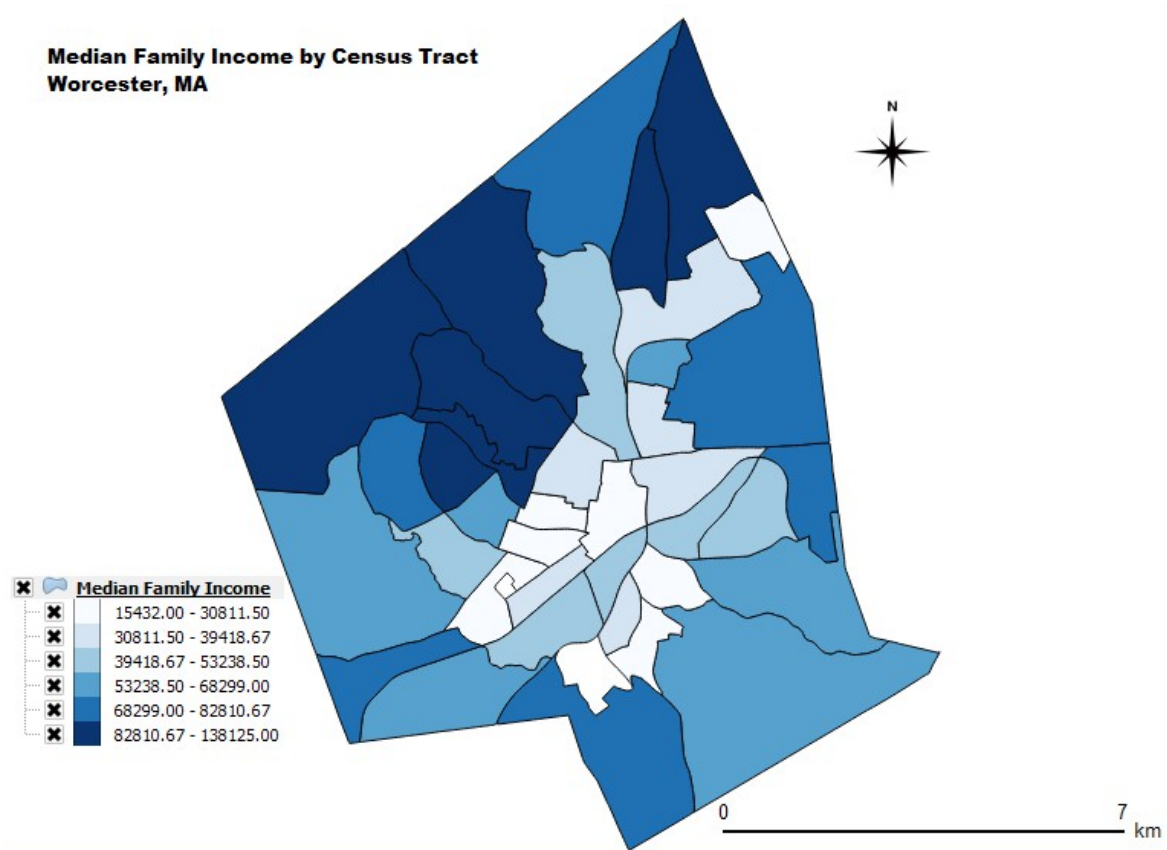 Median Family Income by Census Tract
Worcester, MA
N
Median Family Income
15432.00 - 30811.50
30811.50 - 39418.67
39418.67 - 53238.50
53238.50 - 68299.00
68299.00 - 82810.67
82810.67 - 138125.00
0 7
km